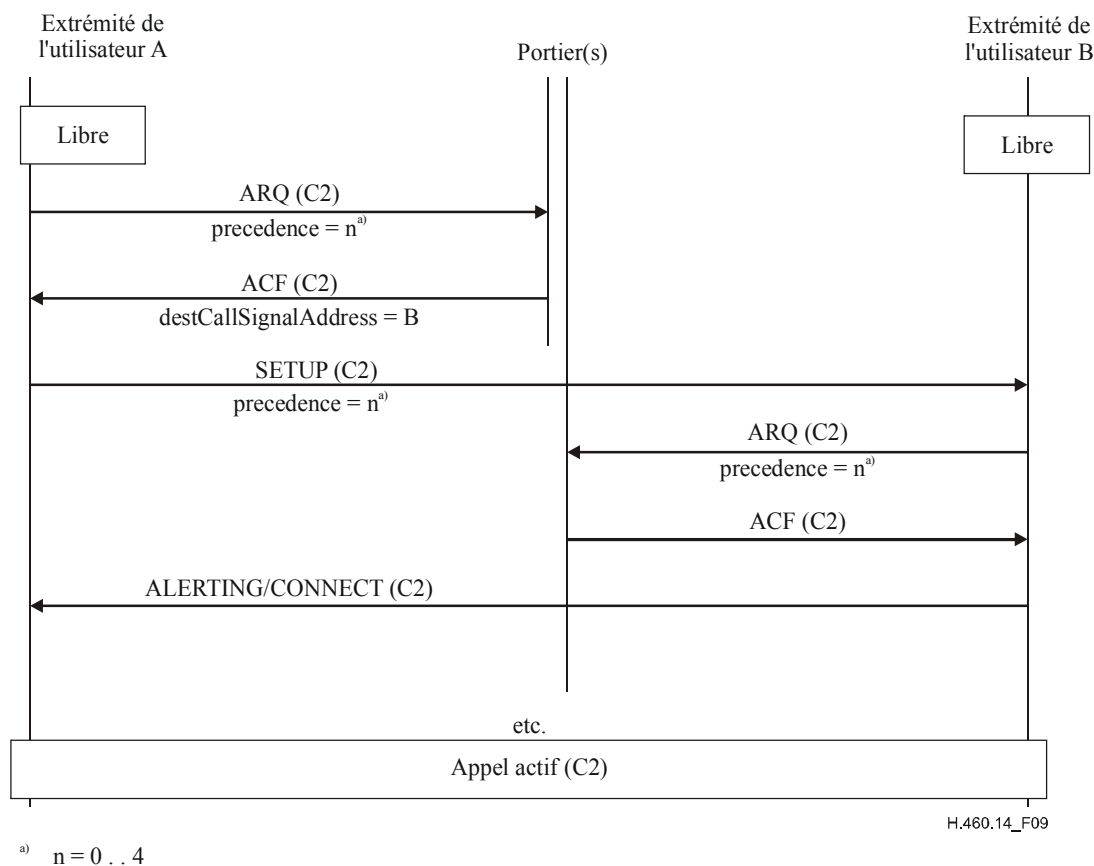 Extrémité de
l'utilisateur A
Portier(s)
Extrémité de
l'utilisateur B
Libre
Libre
ARQ (C2)
precedence = n a)
ACF (C2)
destCallSignalAddress = B
SETUP (C2)
precedence = n a)
ARQ (C2)
precedence = n a)
ACF (C2)
ALERTING/CONNECT (C2)
etc.
Appel actif (C2)
H.460.14_F09
a) n = 0 . . 4